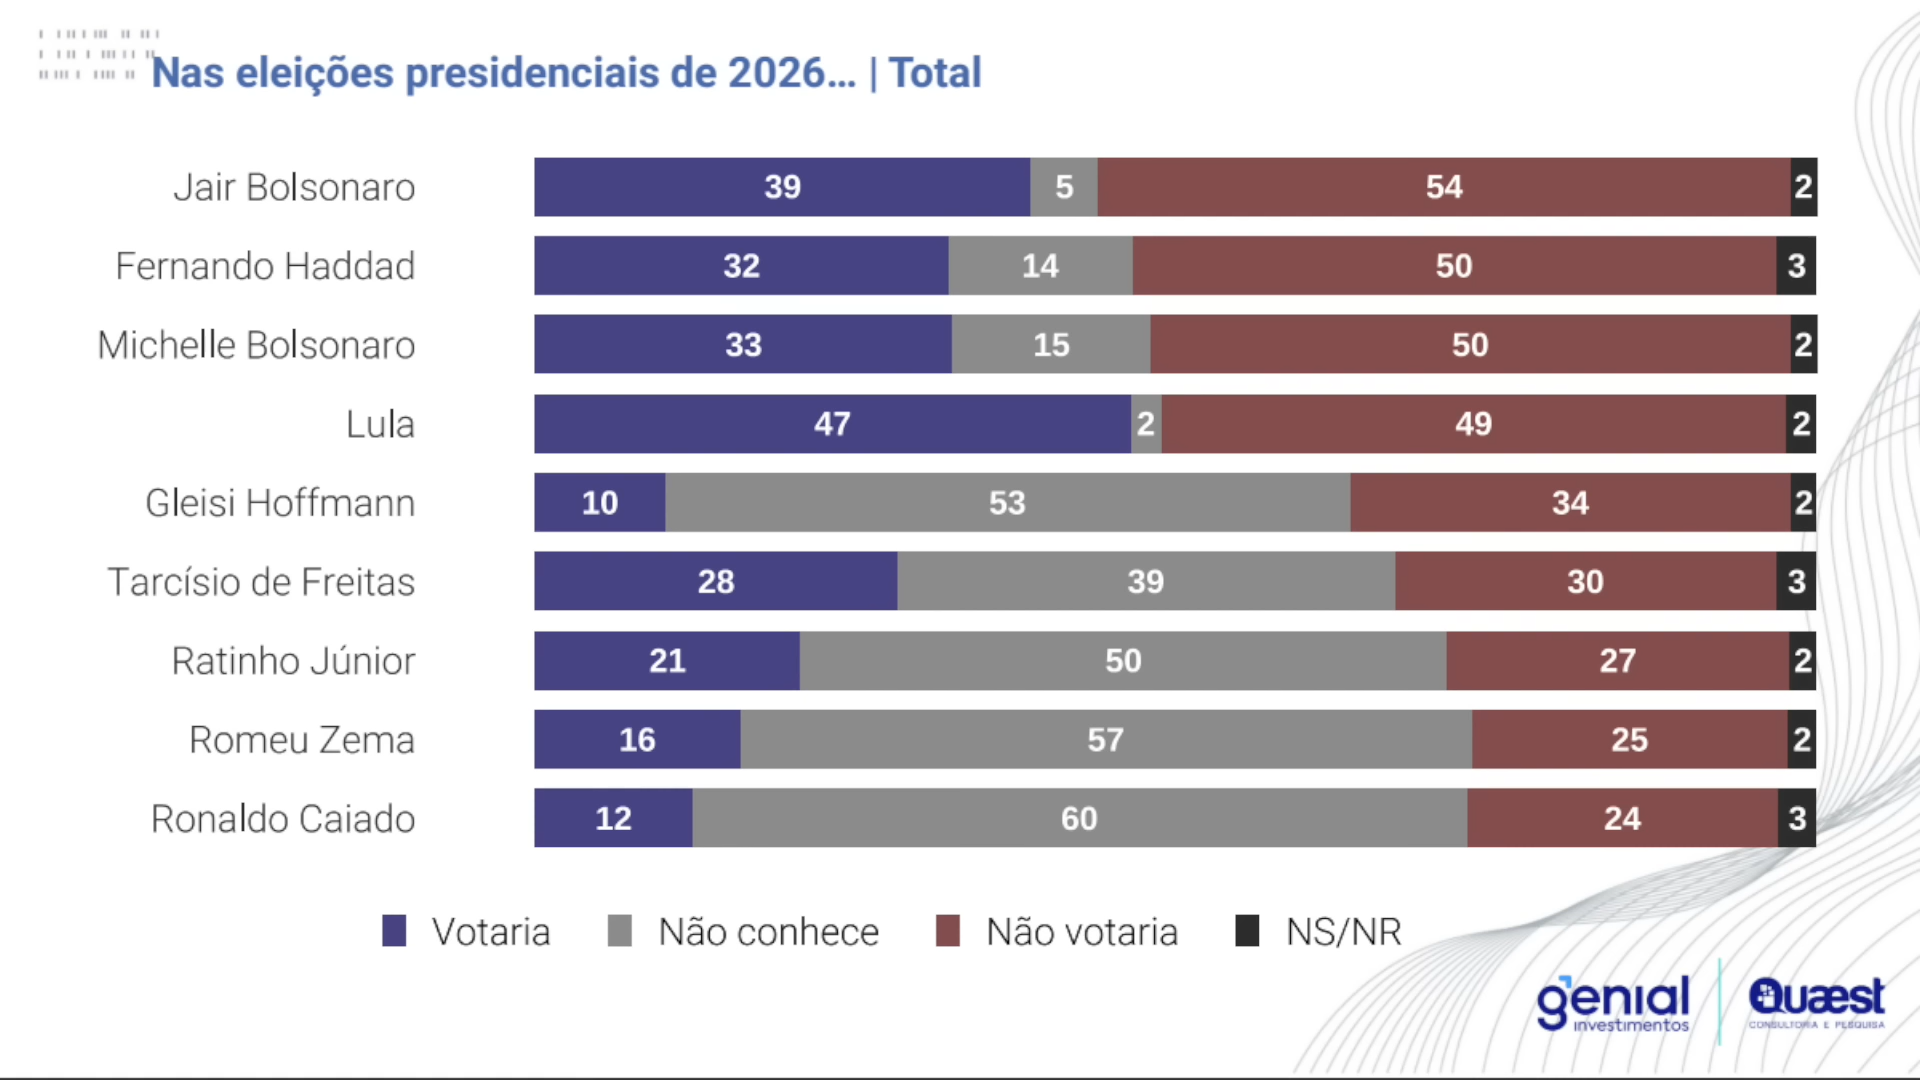 Nas eleições presidenciais de 2026... | Total
Jair Bolsonaro 39 5 54 2
Fernando Haddad 32 14 50 3
Michelle Bolsonaro 33 15 50 2
Lula 47 2 49 2
Gleisi Hoffmann 10 53 34 2
Tarcísio de Freitas 28 39 30 3
Ratinho Júnior 21 50 27 2
Romeu Zema 16 57 25 2
Ronaldo Caiado 12 60 24 3
Votaria Não conhece Não votaria NS/NR
genial Quæst
investimentos CONSULTORIA E PESQUISA